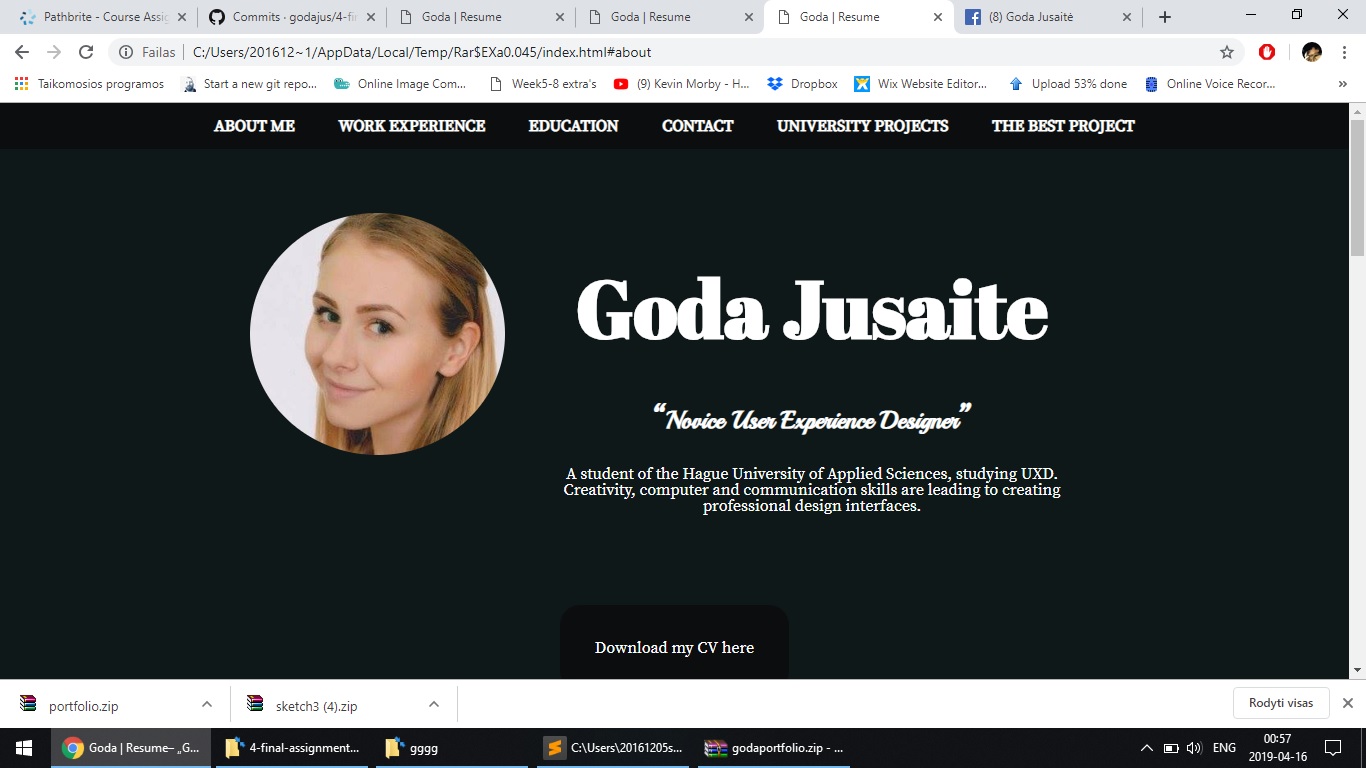 Pathbrite - Course Assig
Commits · godajus/4-fi
Goda | Resume
Goda | Resume
Goda | Resume
(8) Goda Jusaitė
Failas
C:/Users/201612~1/AppData/Local/Temp/Rar$EXa0.045/index.html#about
Taikomosios programos
Start a new git repo...
Online Image Com...
Week5-8 extra's
(9) Kevin Morby - H...
Dropbox
Wix Website Editor...
Upload 53% done
Online Voice Recor...
»
ABOUT ME
WORK EXPERIENCE
EDUCATION
CONTACT
UNIVERSITY PROJECTS
THE BEST PROJECT
Goda Jusaite
“Novice User Experience Designer”
A student of the Hague University of Applied Sciences, studying UXD.
Creativity, computer and communication skills are leading to creating
professional design interfaces.
Download my CV here
portfolio.zip
sketch3 (4).zip
Rodyti visas
Goda | Resume– „G...
4-final-assignment...
gggg
C:\Users\20161205s...
godaportfolio.zip - ...
ENG
00:57
2019-04-16